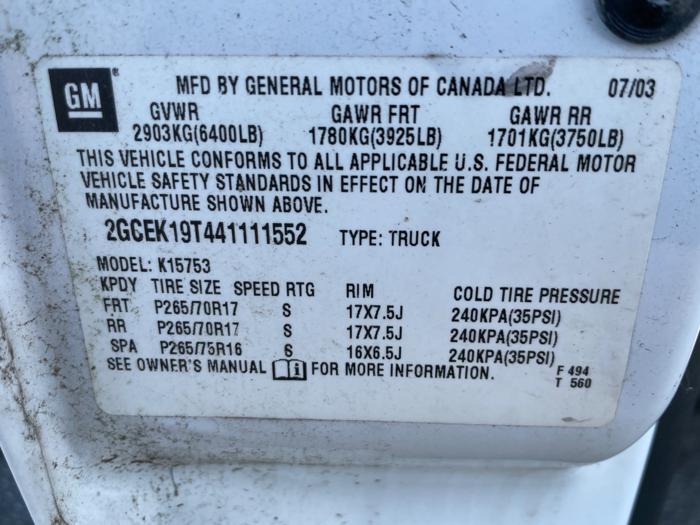 GM
MFD BY GENERAL MOTORS OF CANADA LTD. 07/03
GVWR GAWR FRT GAWR RR
2903KG(6400LB) 1780KG(3925LB) 1701KG(3750LB)
THIS VEHICLE CONFORMS TO ALL APPLICABLE U.S. FEDERAL MOTOR
VEHICLE SAFETY STANDARDS IN EFFECT ON THE DATE OF
MANUFACTURE SHOWN ABOVE.
2GCEK19T441111552 TYPE: TRUCK
MODEL: K15753
KPDY TIRE SIZE SPEED RTG RIM COLD TIRE PRESSURE
FRT P265/70R17 S 17X7.5J 240KPA(35PSI)
RR P265/70R17 S 17X7.5J 240KPA(35PSI)
SPA P265/75R16 S 16X6.5J 240KPA(35PSI)
SEE OWNER'S MANUAL FOR MORE INFORMATION. F 494
T 560